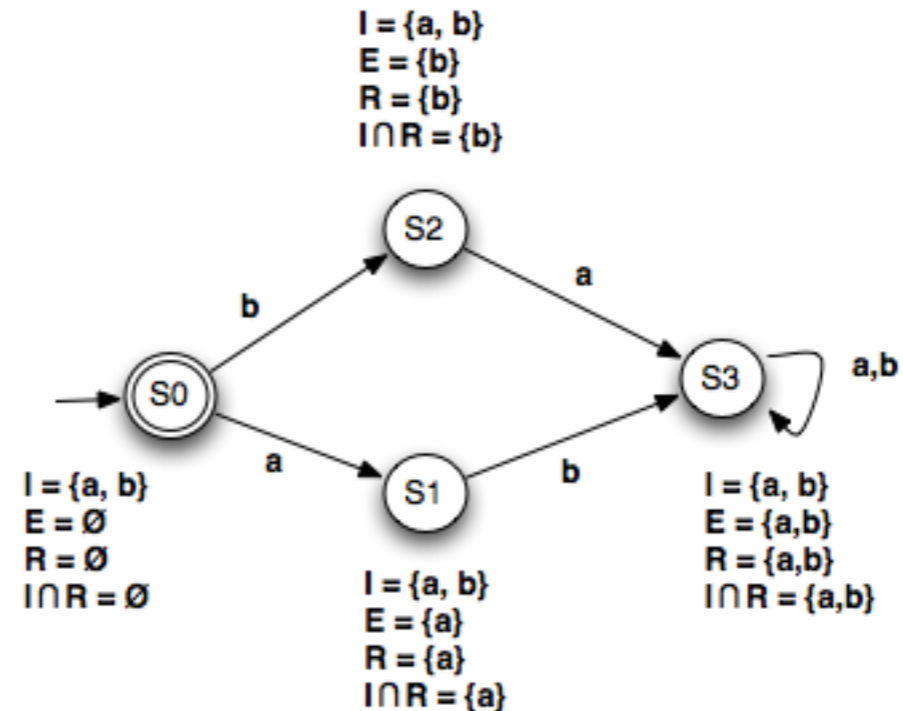 I = {a, b}
E = {b}
R = {b}
I∩R = {b}
S2
a
b
S3
a,b
S0
a
S1
b
I = {a, b}
E = Ø
R = Ø
I∩R = Ø
I = {a, b}
E = {a}
R = {a}
I∩R = {a}
I = {a, b}
E = {a,b}
R = {a,b}
I∩R = {a,b}